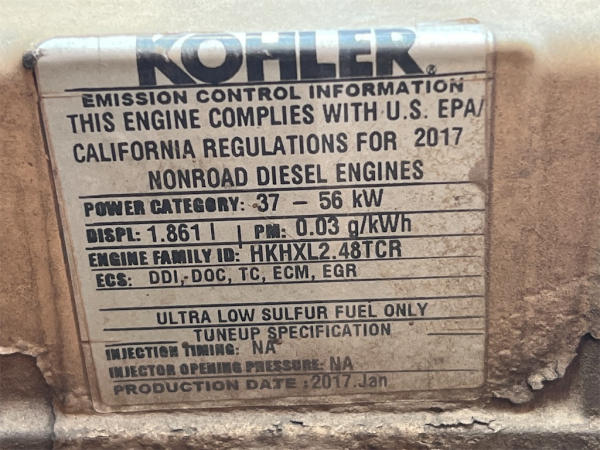 KOHLER®
EMISSION CONTROL INFORMATION
THIS ENGINE COMPLIES WITH U.S. EPA/
CALIFORNIA REGULATIONS FOR 2017
NONROAD DIESEL ENGINES
POWER CATEGORY: 37 – 56 kW
DISPL: 1.861 l PM: 0.03 g/kWh
ENGINE FAMILY ID: HKHXL2.48TCR
ECS: DDI, DOC, TC, ECM, EGR
ULTRA LOW SULFUR FUEL ONLY
TUNEUP SPECIFICATION
INJECTION TIMING: NA
INJECTOR OPENING PRESSURE: NA
PRODUCTION DATE : 2017.Jan